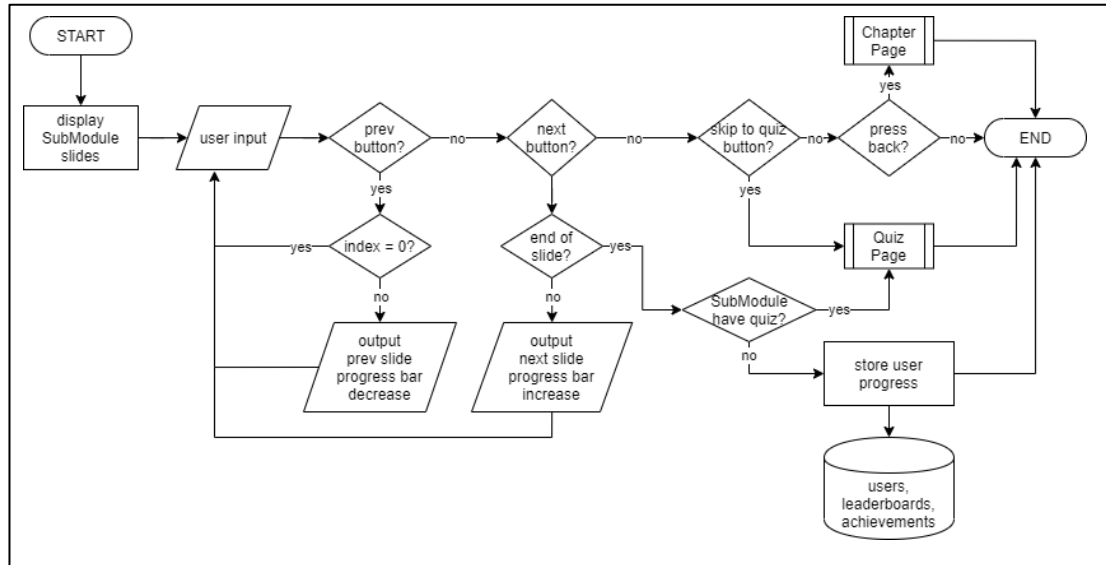 START
display
SubModule
slides
user input
prev
button?
no
next
button?
no
skip to quiz
button?
no
press
back?
no
END
yes
Chapter
Page
yes
yes
yes
index = 0?
yes
end of
slide?
yes
Quiz
Page
no
no
SubModule
have quiz?
yes
output
prev slide
progress bar
decrease
output
next slide
progress bar
increase
no
store user
progress
users,
leaderboards,
achievements